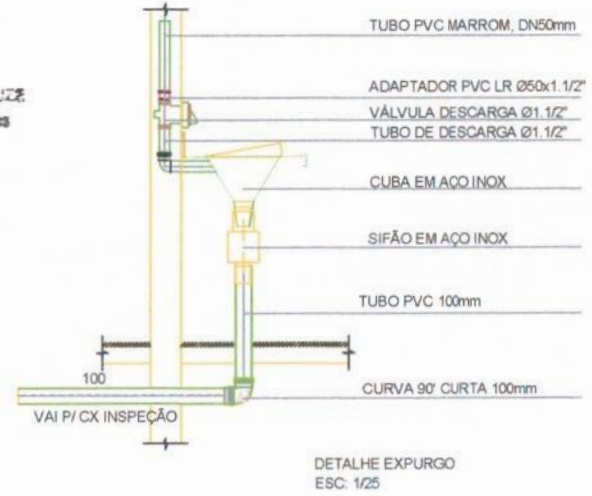 TUBO PVC MARROM, DN50mm
ADAPTADOR PVC LR Ø50x1.1/2"
VÁLVULA DESCARGA Ø1.1/2"
TUBO DE DESCARGA Ø1.1/2"
CUBA EM AÇO INOX
SIFÃO EM AÇO INOX
TUBO PVC 100mm
100
CURVA 90' CURTA 100mm
VAI P/ CX INSPEÇÃO
DETALHE EXPURGO
ESC: 1/25